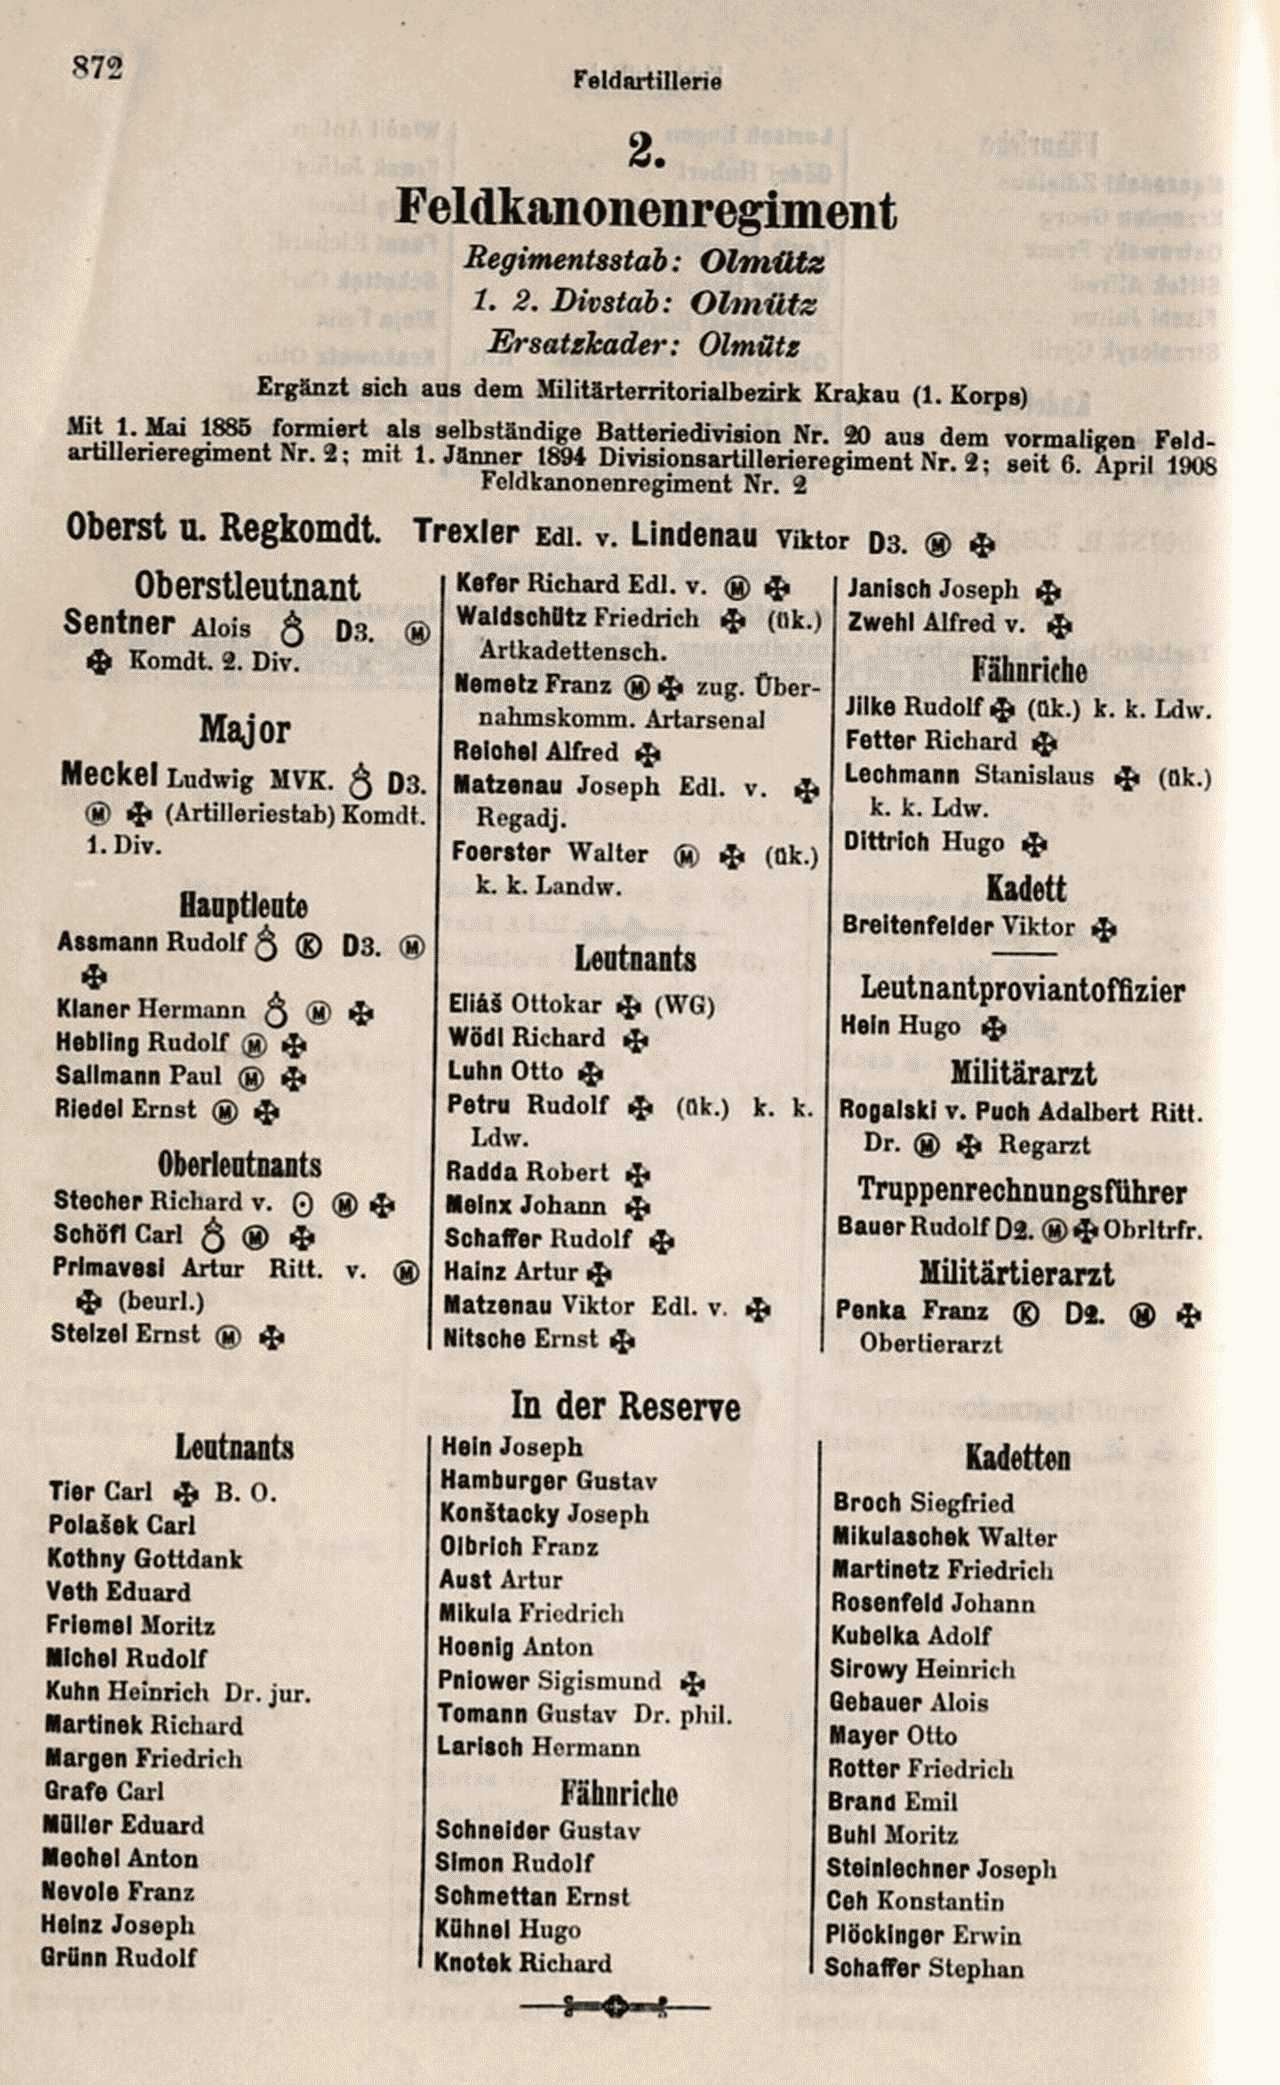 872
Feldartillerie
2.
Feldkanonenregiment
Regimentsstab: Olmütz
1. 2. Divstab: Olmütz
Ersatzkader: Olmütz
Ergänzt sich aus dem Militärterritorialbezirk Krakau (1. Korps)
Mit 1. Mai 1885 formiert als selbständige Batteriedivision Nr. 20 aus dem vormaligen Feld-
artillerieregiment Nr. 2; mit 1. Jänner 1894 Divisionsartillerieregiment Nr. 2; seit 6. April 1908
Feldkanonenregiment Nr. 2
Oberst u. Regkomdt. Trexler Edl. v. Lindenau Viktor D3. Ⓜ ✠
Oberstleutnant
Sentner Alois D3. Ⓜ
✠ Komdt. 2. Div.
Major
Meckel Ludwig MVK. D3.
Ⓜ ✠ (Artilleriestab) Komdt.
1. Div.
Hauptleute
Assmann Rudolf Ⓚ D3. Ⓜ
✠
Klaner Hermann Ⓜ ✠
Hebling Rudolf Ⓜ ✠
Sallmann Paul Ⓜ ✠
Riedel Ernst Ⓜ ✠
Oberleutnants
Stecher Richard v. ⊙ Ⓜ ✠
Schöfl Carl Ⓜ ✠
Primavesi Artur Ritt. v. Ⓜ
✠ (beurl.)
Stelzel Ernst Ⓜ ✠
Kefer Richard Edl. v. Ⓜ ✠
Waldschütz Friedrich ✠ (ük.)
Artkadettensch.
Nemetz Franz Ⓜ ✠ zug. Über-
nahmskomm. Artarsenal
Reichel Alfred ✠
Matzenau Joseph Edl. v. ✠
Regadj.
Foerster Walter Ⓜ ✠ (ük.)
k. k. Landw.
Leutnants
Eliáš Ottokar ✠ (WG)
Wödl Richard ✠
Luhn Otto ✠
Petru Rudolf ✠ (ük.) k. k.
Ldw.
Radda Robert ✠
Meinx Johann ✠
Schaffer Rudolf ✠
Hainz Artur ✠
Matzenau Viktor Edl. v. ✠
Nitsche Ernst ✠
Janisch Joseph ✠
Zwehl Alfred v. ✠
Fähnriche
Jilke Rudolf ✠ (ük.) k. k. Ldw.
Fetter Richard ✠
Lechmann Stanislaus ✠ (ük.)
k. k. Ldw.
Dittrich Hugo ✠
Kadett
Breitenfelder Viktor ✠
Leutnantproviantoffizier
Hein Hugo ✠
Militärarzt
Rogalski v. Puch Adalbert Ritt.
Dr. Ⓜ ✠ Regarzt
Truppenrechnungsführer
Bauer Rudolf D2. Ⓜ ✠ Obrltrfr.
Militärtierarzt
Penka Franz Ⓚ D2. Ⓜ ✠
Obertierarzt
In der Reserve
Leutnants
Tier Carl ✠ B. O.
Polašek Carl
Kothny Gottdank
Veth Eduard
Friemel Moritz
Michel Rudolf
Kuhn Heinrich Dr. jur.
Martinek Richard
Margen Friedrich
Grafe Carl
Müller Eduard
Mechel Anton
Nevole Franz
Heinz Joseph
Grünn Rudolf
Hein Joseph
Hamburger Gustav
Konštacky Joseph
Olbrich Franz
Aust Artur
Mikula Friedrich
Hoenig Anton
Pniower Sigismund ✠
Tomann Gustav Dr. phil.
Larisch Hermann
Fähnriche
Schneider Gustav
Simon Rudolf
Schmettan Ernst
Kühnel Hugo
Knotek Richard
Kadetten
Broch Siegfried
Mikulaschek Walter
Martinetz Friedrich
Rosenfeld Johann
Kubelka Adolf
Sirowy Heinrich
Gebauer Alois
Mayer Otto
Rotter Friedrich
Brand Emil
Buhl Moritz
Steinlechner Joseph
Ceh Konstantin
Plöckinger Erwin
Schaffer Stephan